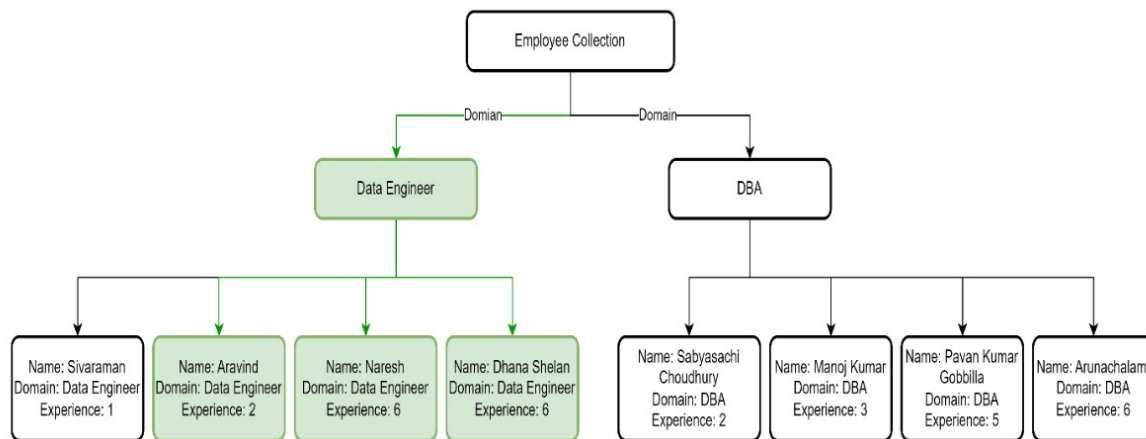 Employee Collection
Domian
Domain
Data Engineer
DBA
Name: Sivaraman
Domain: Data Engineer
Experience: 1
Name: Aravind
Domain: Data Engineer
Experience: 2
Name: Naresh
Domain: Data Engineer
Experience: 6
Name: Dhana Shelan
Domain: Data Engineer
Experience: 6
Name: Sabyasachi
Choudhury
Domain: DBA
Experience: 2
Name: Manoj Kumar
Domain: DBA
Experience: 3
Name: Pavan Kumar
Gobbilla
Domain: DBA
Experience: 5
Name: Arunachalam
Domain: DBA
Experience: 6